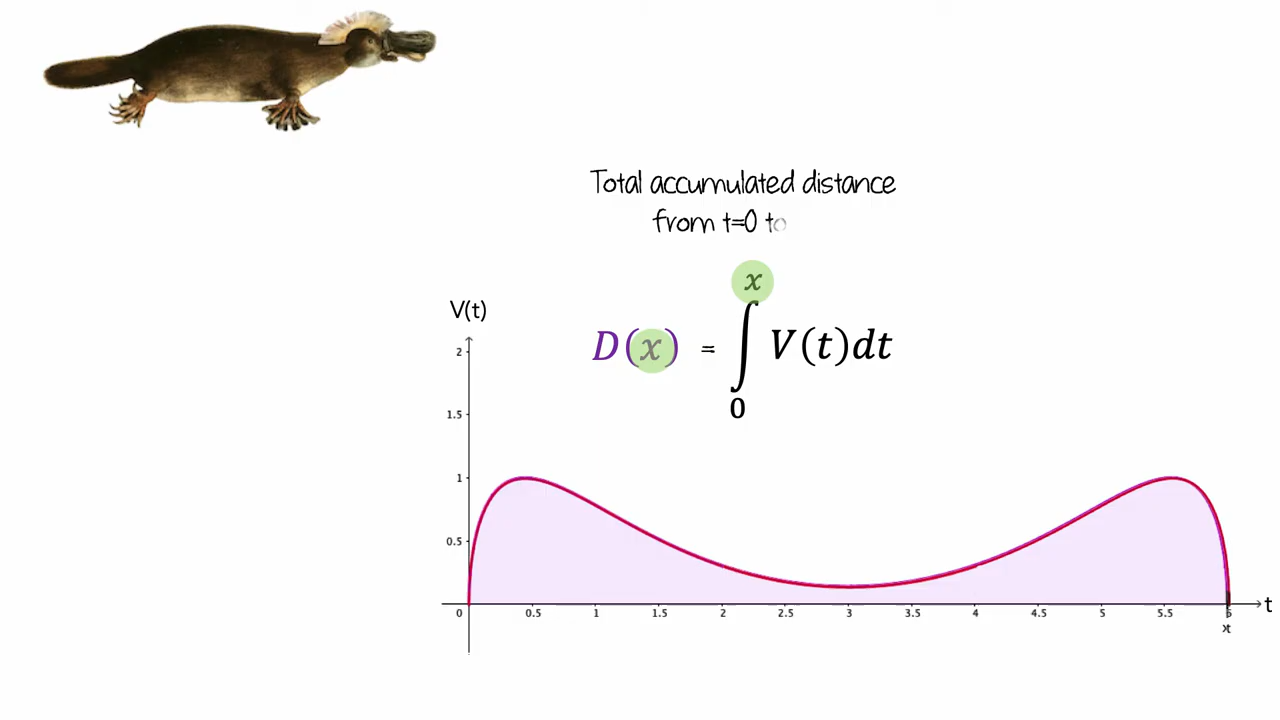 Total accumulated distance
from t=0 to
D(x) = ∫₀ˣ V(t)dt
V(t)
2
1.5
1
0.5
0 0.5 1 1.5 2 2.5 3 3.5 4 4.5 5 5.5 6
t